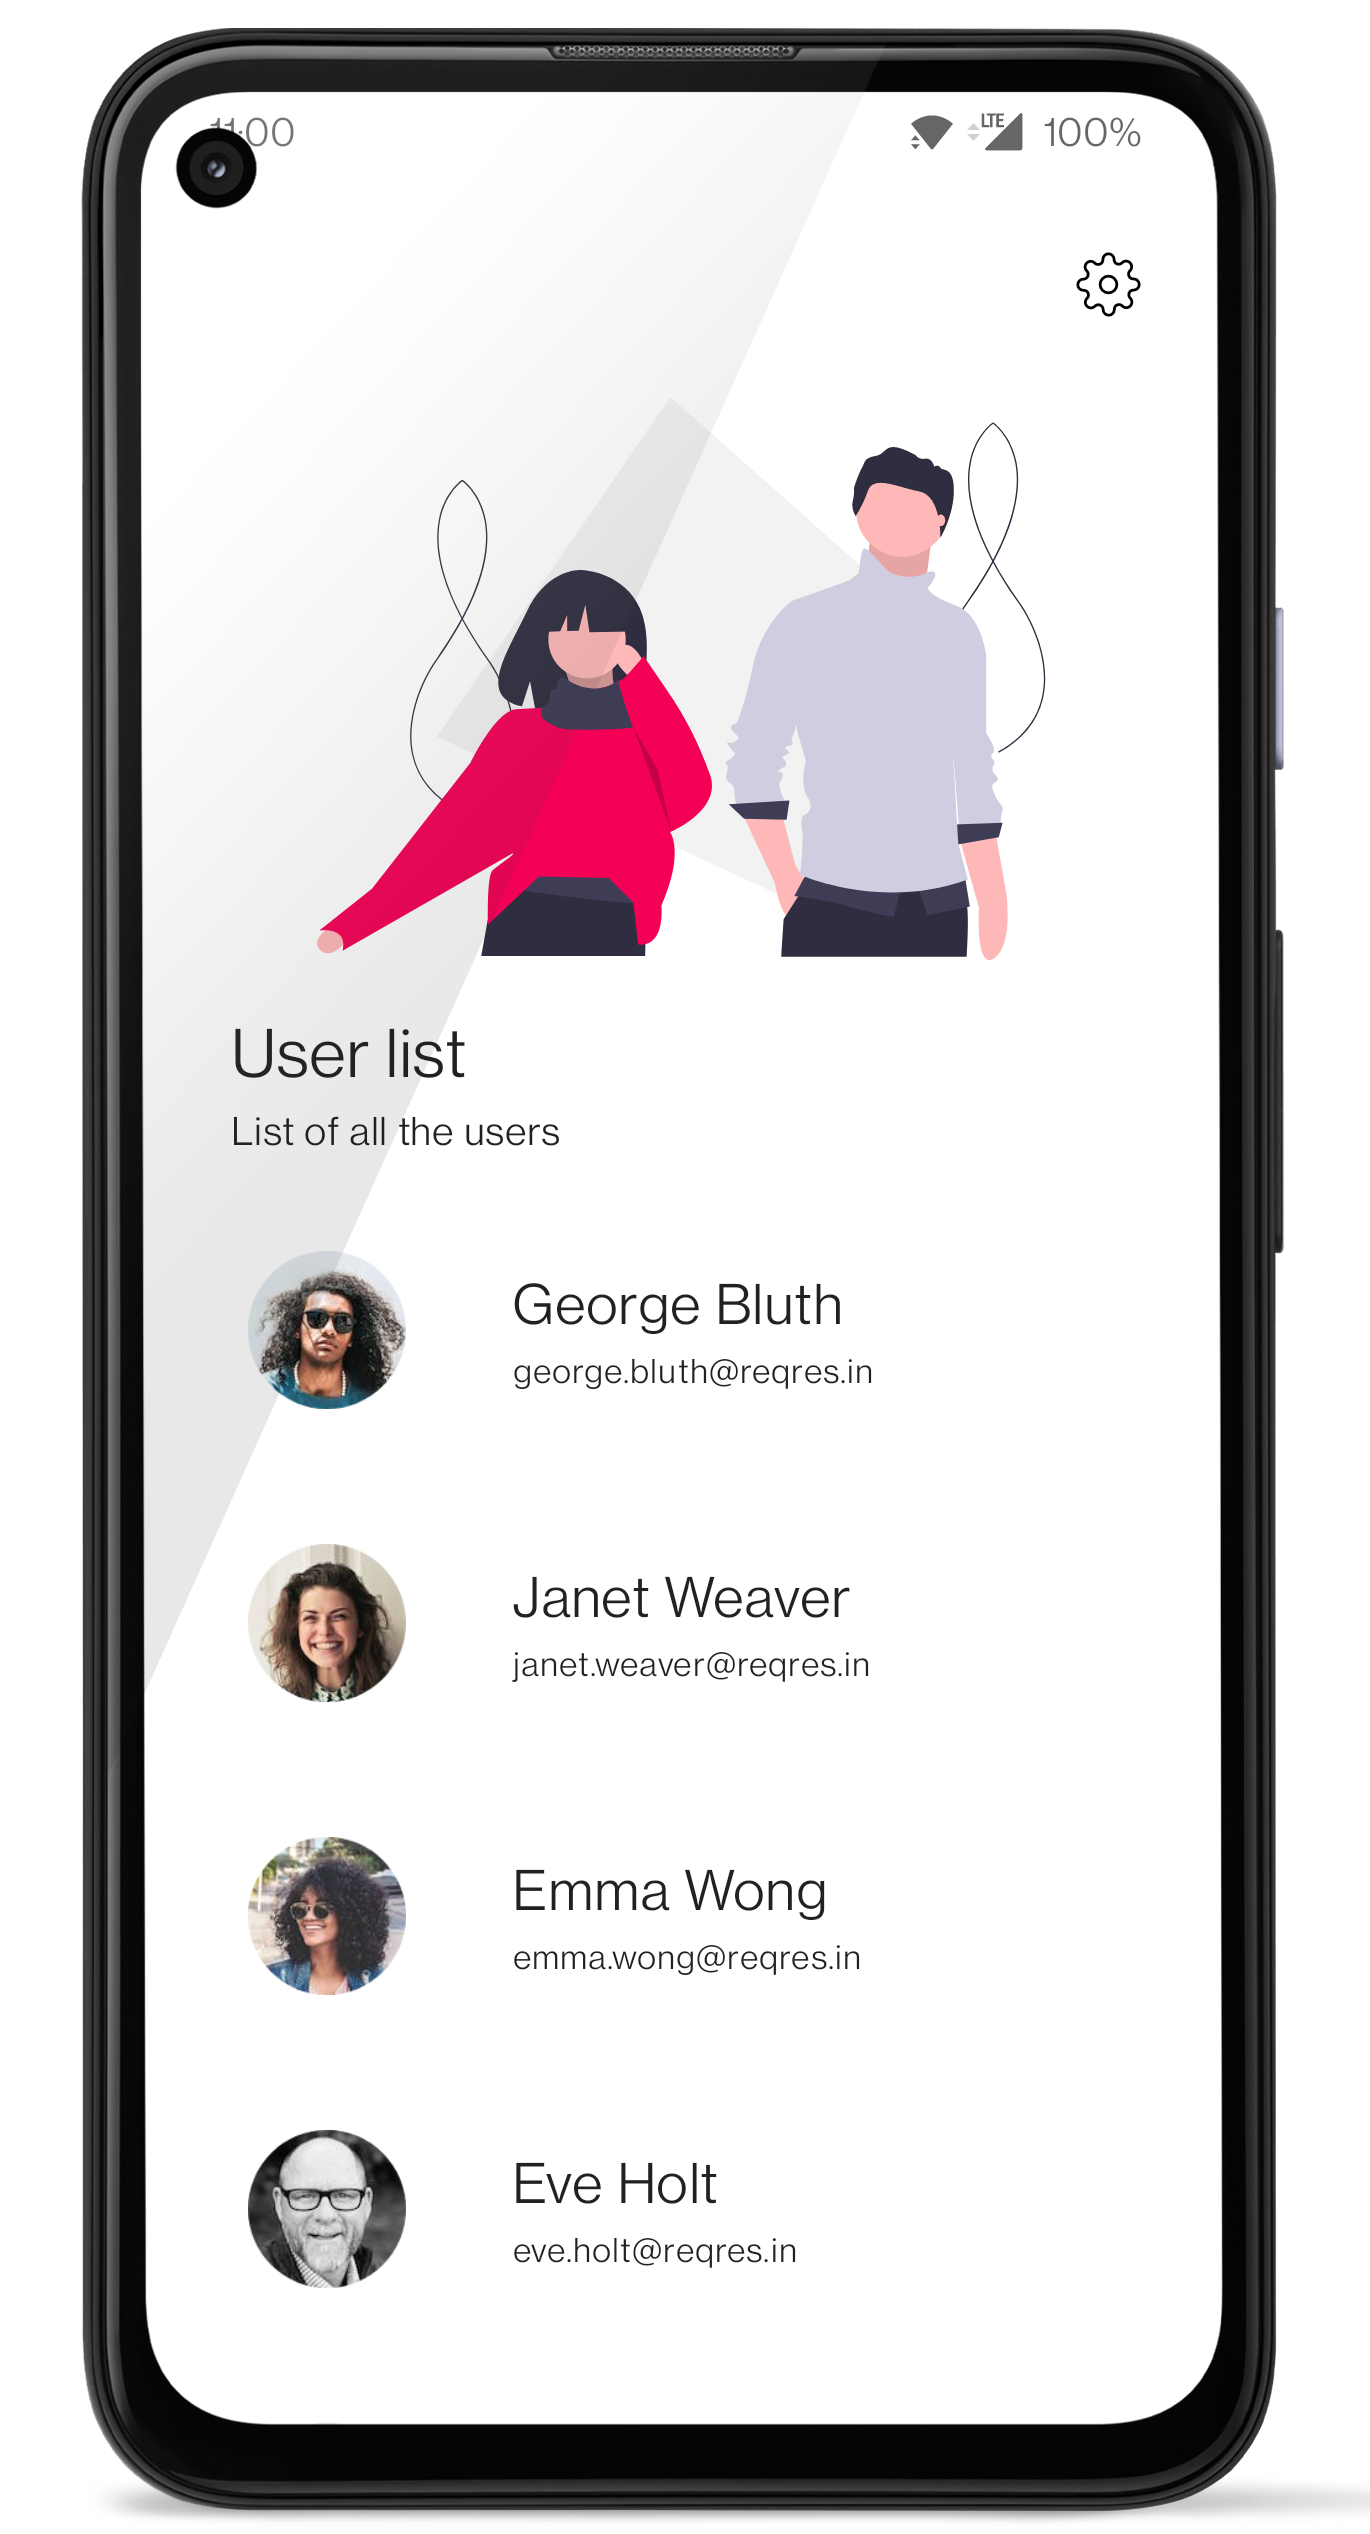 11:00 LTE 100%
User list
List of all the users
George Bluth
george.bluth@reqres.in
Janet Weaver
janet.weaver@reqres.in
Emma Wong
emma.wong@reqres.in
Eve Holt
eve.holt@reqres.in